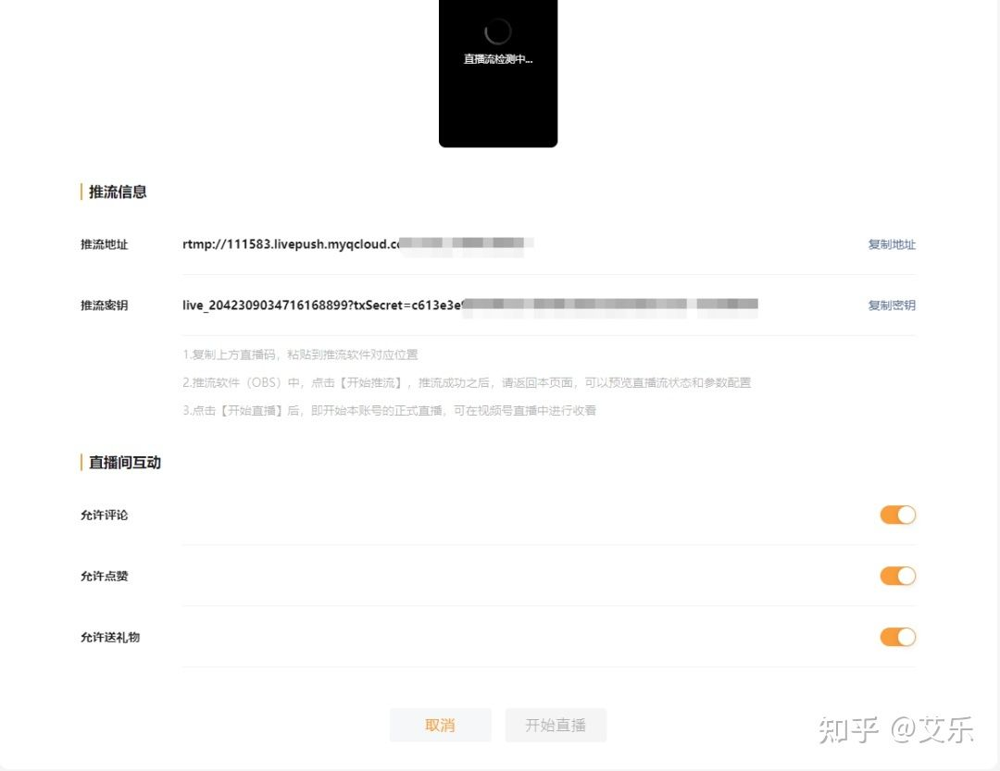 直播流检测中...
推流信息
推流地址 rtmp://111583.livepush.myqcloud.c 复制地址
推流密钥 live_2042309034716168899?txSecret=c613e3e 复制密钥
1.复制上方直播码，粘贴到推流软件对应位置
2.推流软件（OBS）中，点击【开始推流】，推流成功之后，请返回本页面，可以预览直播流状态和参数配置
3.点击【开始直播】后，即开始本账号的正式直播，可在视频号直播中进行收看
直播间互动
允许评论
允许点赞
允许送礼物
取消 开始直播
知乎 @艾乐